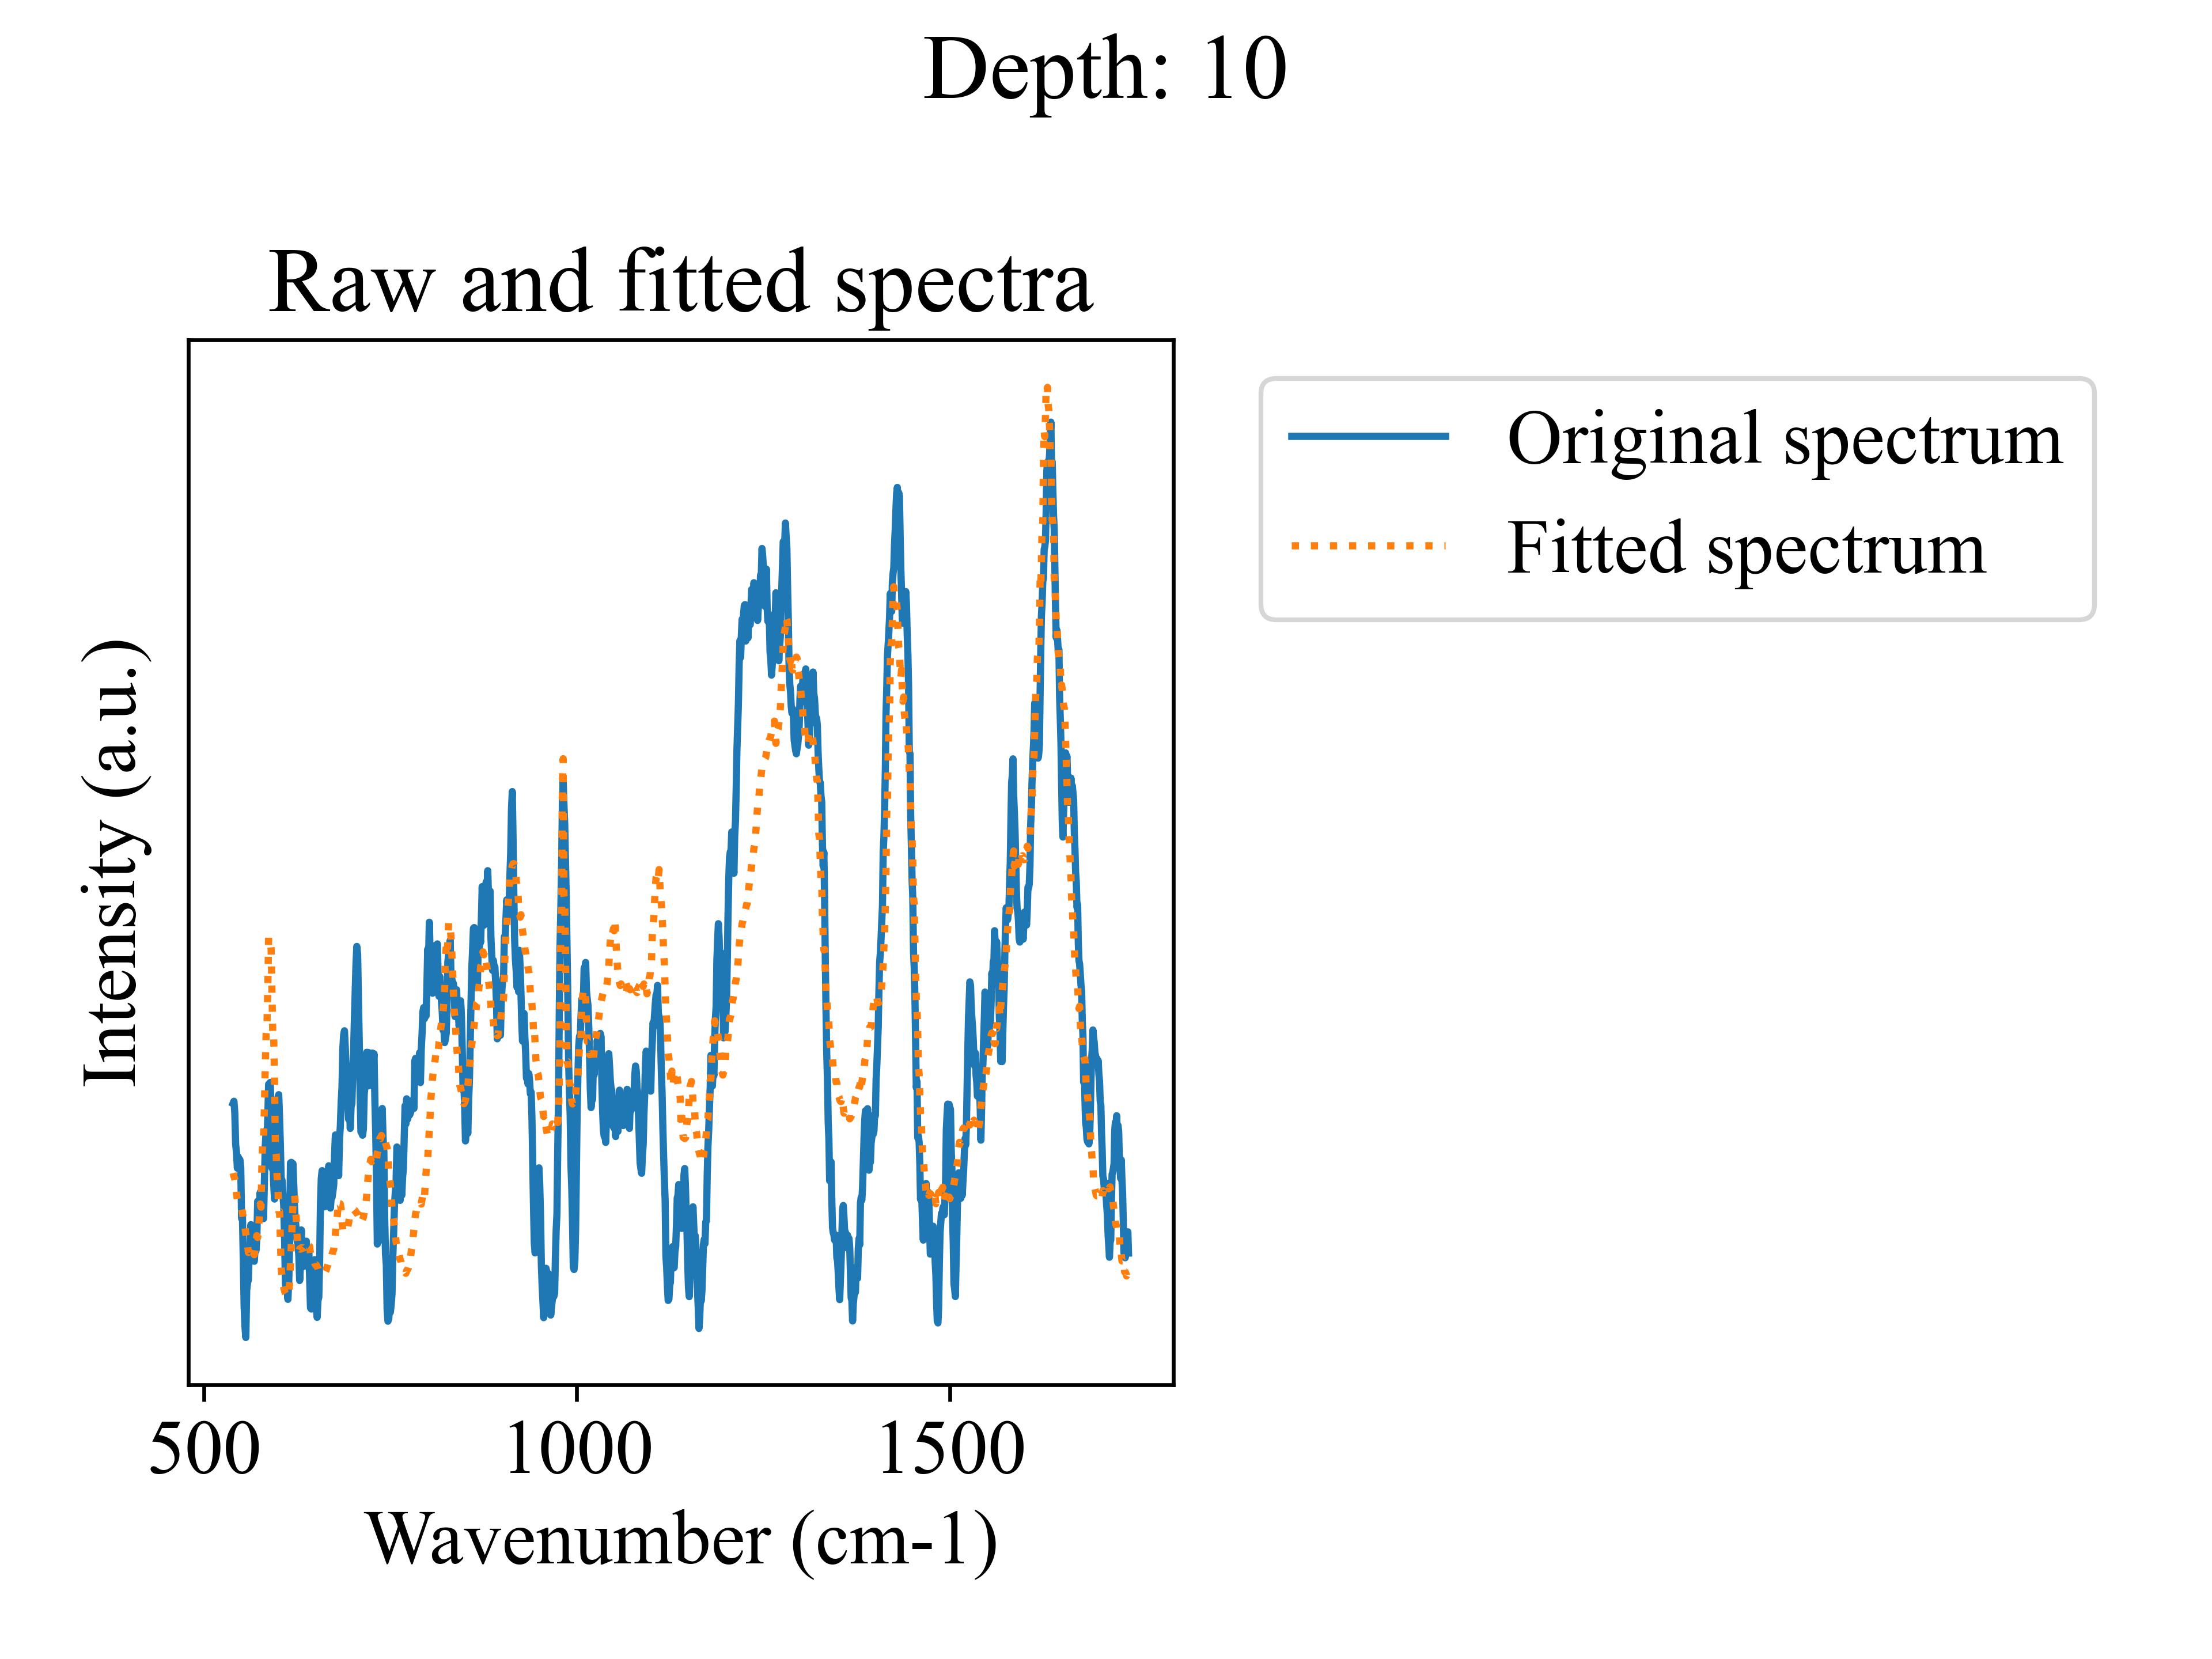 Depth: 10
Raw and fitted spectra
Original spectrum
Fitted spectrum
Intensity (a.u.)
500 1000 1500
Wavenumber (cm-1)